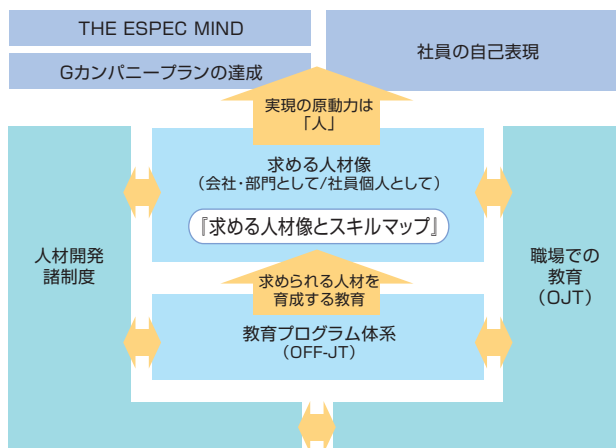 THE ESPEC MIND
Gカンパニープランの達成
社員の自己表現
実現の原動力は
「人」
求める人材像
(会社・部門として/社員個人として)
『求める人材像とスキルマップ』
人材開発
諸制度
職場での
教育
(OJT)
求められる人材を
育成する教育
教育プログラム体系
(OFF-JT)